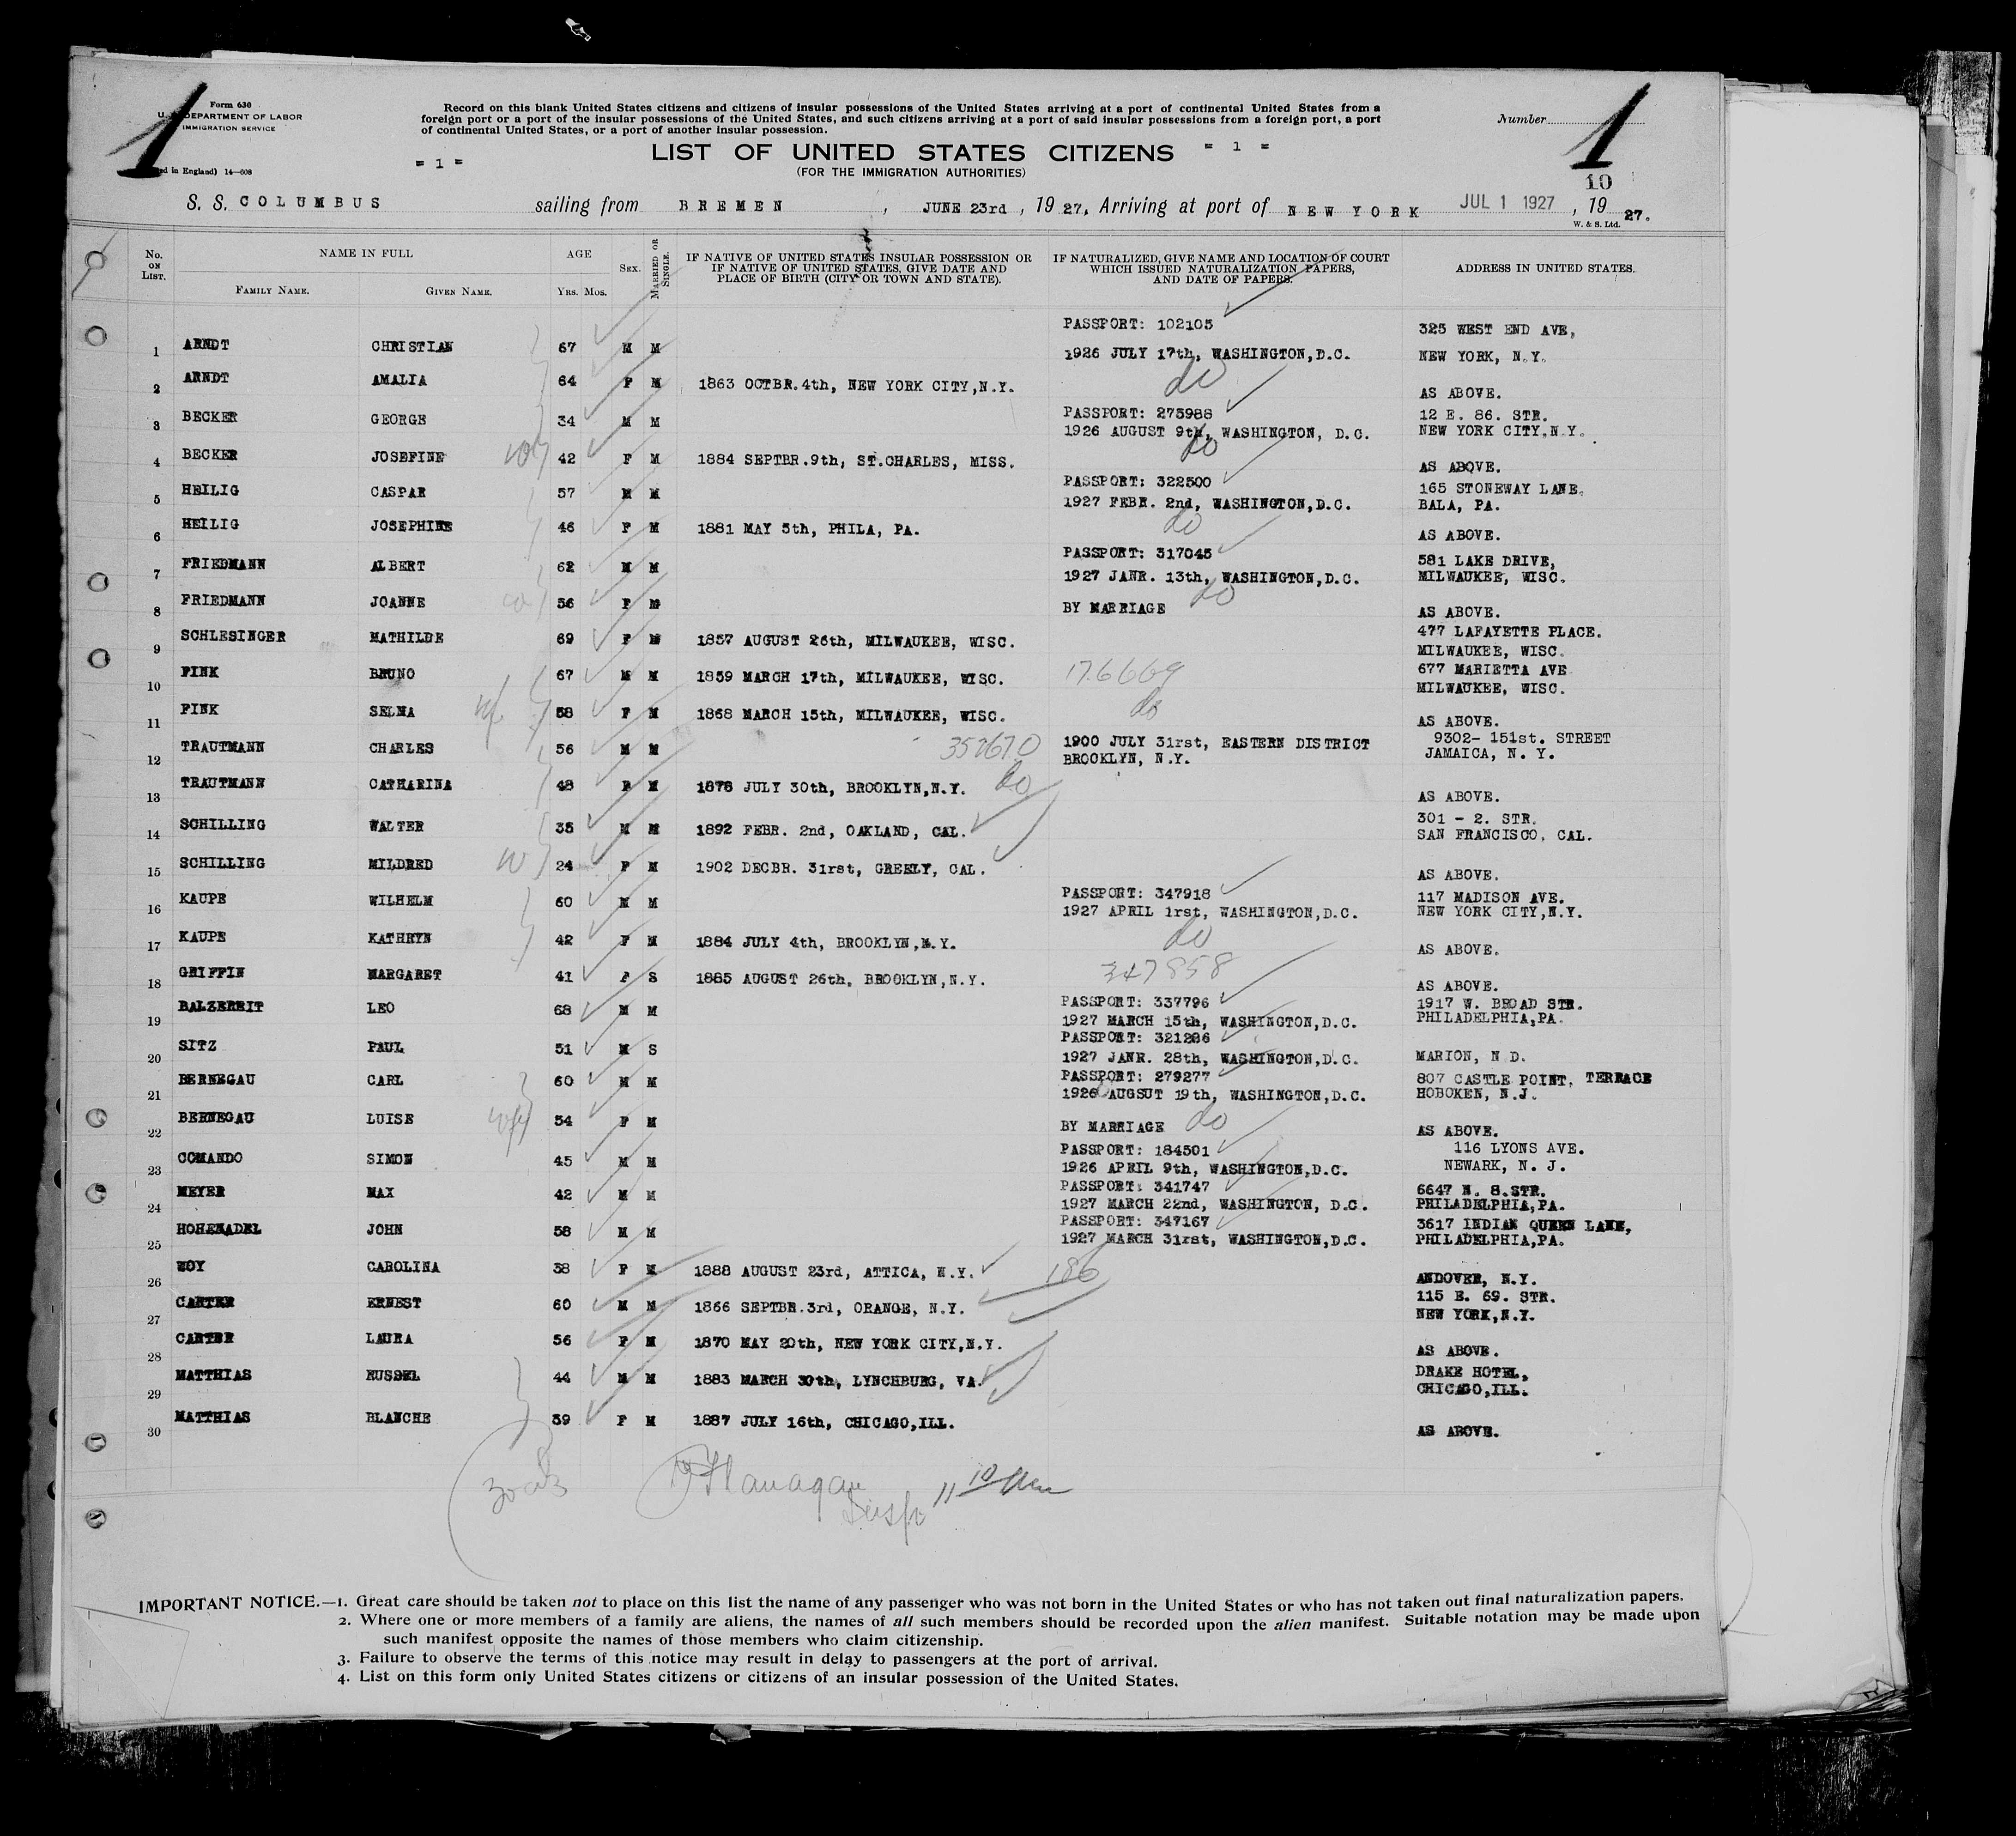 1
Form 630
U. S. DEPARTMENT OF LABOR
IMMIGRATION SERVICE
ed in England) 14—608
Record on this blank United States citizens and citizens of insular possessions of the United States arriving at a port of continental United States from a
foreign port or a port of the insular possessions of the United States, and such citizens arriving at a port of said insular possessions from a foreign port, a port
of continental United States, or a port of another insular possession.
Number
1
10
= 1 =
LIST OF UNITED STATES CITIZENS = 1 =
(FOR THE IMMIGRATION AUTHORITIES)
S. S. COLUMBUS sailing from BREMEN, JUNE 23rd, 1927. Arriving at port of NEW YORK JUL 1 1927, 1927.
W. & S. Ltd.
No. ON LIST. NAME IN FULL FAMILY NAME. GIVEN NAME. AGE YRS. MOS. SEX. MARRIED OR SINGLE. IF NATIVE OF UNITED STATES INSULAR POSSESSION OR IF NATIVE OF UNITED STATES, GIVE DATE AND PLACE OF BIRTH (CITY OR TOWN AND STATE). IF NATURALIZED, GIVE NAME AND LOCATION OF COURT WHICH ISSUED NATURALIZATION PAPERS, AND DATE OF PAPERS. ADDRESS IN UNITED STATES.
PASSPORT: 102105 325 WEST END AVE,
1 ARNDT CHRISTIAN 67 M M 1926 JULY 17th, WASHINGTON,D.C. NEW YORK, N.Y.
2 ARNDT AMALIA 64 F M 1863 OCTBR.4th, NEW YORK CITY,N.Y. do AS ABOVE.
PASSPORT: 275988 12 E. 86. STR.
3 BECKER GEORGE 34 M M 1926 AUGUST 9th, WASHINGTON, D.C. NEW YORK CITY,N.Y.
4 BECKER JOSEFINE 42 F M 1884 SEPTBR.9th, ST.CHARLES, MISS. do AS ABOVE.
PASSPORT: 322500 165 STONEWAY LANE.
5 HEILIG CASPAR 57 M M 1927 FEBR. 2nd, WASHINGTON,D.C. BALA, PA.
6 HEILIG JOSEPHINE 46 F M 1881 MAY 5th, PHILA, PA. do AS ABOVE.
PASSPORT: 317045 581 LAKE DRIVE,
7 FRIEDMANN ALBERT 62 M M 1927 JANR. 13th, WASHINGTON,D.C. MILWAUKEE, WISC.
8 FRIEDMANN JOANNE 56 F M BY MARRIAGE do AS ABOVE.
477 LAFAYETTE PLACE.
9 SCHLESINGER MATHILDE 69 F M 1857 AUGUST 26th, MILWAUKEE, WISC. MILWAUKEE, WISC.
677 MARIETTA AVE
10 FINK BRUNO 67 M M 1859 MARCH 17th, MILWAUKEE, WISC. 176669 MILWAUKEE, WISC.
11 FINK SELMA 58 F M 1868 MARCH 15th, MILWAUKEE, WISC. do AS ABOVE.
9302- 151st. STREET
12 TRAUTMANN CHARLES 56 M M 352670 1900 JULY 31rst, EASTERN DISTRICT JAMAICA, N. Y.
BROOKLYN, N.Y.
13 TRAUTMANN CATHARINA 48 F M 1878 JULY 30th, BROOKLYN,N.Y. do AS ABOVE.
301 - 2. STR.
14 SCHILLING WALTER 35 M M 1892 FEBR. 2nd, OAKLAND, CAL. SAN FRANCISCO, CAL.
15 SCHILLING MILDRED 24 F M 1902 DECBR. 31rst, GREELY, CAL. AS ABOVE.
PASSPORT: 347918 117 MADISON AVE.
16 KAUPE WILHELM 60 M M 1927 APRIL 1rst, WASHINGTON,D.C. NEW YORK CITY,N.Y.
17 KAUPE KATHRYN 42 F M 1884 JULY 4th, BROOKLYN,N.Y. do AS ABOVE.
18 GRIFFIN MARGARET 41 F S 1885 AUGUST 26th, BROOKLYN,N.Y. 347858 AS ABOVE.
PASSPORT: 337796 1917 W. BROAD STR.
19 BALZEREIT LEO 68 M M 1927 MARCH 15th, WASHINGTON,D.C. PHILADELPHIA,PA.
PASSPORT: 321286
20 SITZ PAUL 51 M S 1927 JANR. 28th, WASHINGTON,D.C. MARION, N D.
PASSPORT: 279277 807 CASTLE POINT, TERRACE
21 BERNEGAU CARL 60 M M 1926 AUGSUT 19th, WASHINGTON,D.C. HOBOKEN, N.J.
22 BERNEGAU LUISE 54 F M BY MARRIAGE do AS ABOVE.
PASSPORT: 184501 116 LYONS AVE.
23 COMANDO SIMON 45 M M 1926 APRIL 9th, WASHINGTON,D.C. NEWARK, N. J.
PASSPORT: 341747 6647 N. 8.STR.
24 MEYER MAX 42 M M 1927 MARCH 22nd, WASHINGTON, D.C. PHILADELPHIA,PA.
PASSPORT: 347167 3617 INDIAN QUEEN LANE,
25 HOHENADEL JOHN 58 M M 1927 MARCH 31rst, WASHINGTON,D.C. PHILADELPHIA,PA.
26 CAROLINA 38 F M 1888 AUGUST 23rd, ATTICA, N.Y. 186 ANDOVER, N.Y.
115 E. 69. STR.
27 CARTER ERNEST 60 M M 1866 SEPTBR.3rd, ORANGE, N.Y. NEW YORK,N.Y.
28 CARTER LAURA 56 F M 1870 MAY 20th, NEW YORK CITY,N.Y. AS ABOVE.
DRAKE HOTEL,
29 MATTHIAS RUSSEL 44 M M 1883 MARCH 30th, LYNCHBURG, VA. CHICAGO,ILL.
30 MATTHIAS BLANCHE 39 F M 1887 JULY 16th, CHICAGO,ILL. AS ABOVE.
Flanagan
Insp
IMPORTANT NOTICE.—1. Great care should be taken not to place on this list the name of any passenger who was not born in the United States or who has not taken out final naturalization papers.
2. Where one or more members of a family are aliens, the names of all such members should be recorded upon the alien manifest. Suitable notation may be made upon
such manifest opposite the names of those members who claim citizenship.
3. Failure to observe the terms of this notice may result in delay to passengers at the port of arrival.
4. List on this form only United States citizens or citizens of an insular possession of the United States.